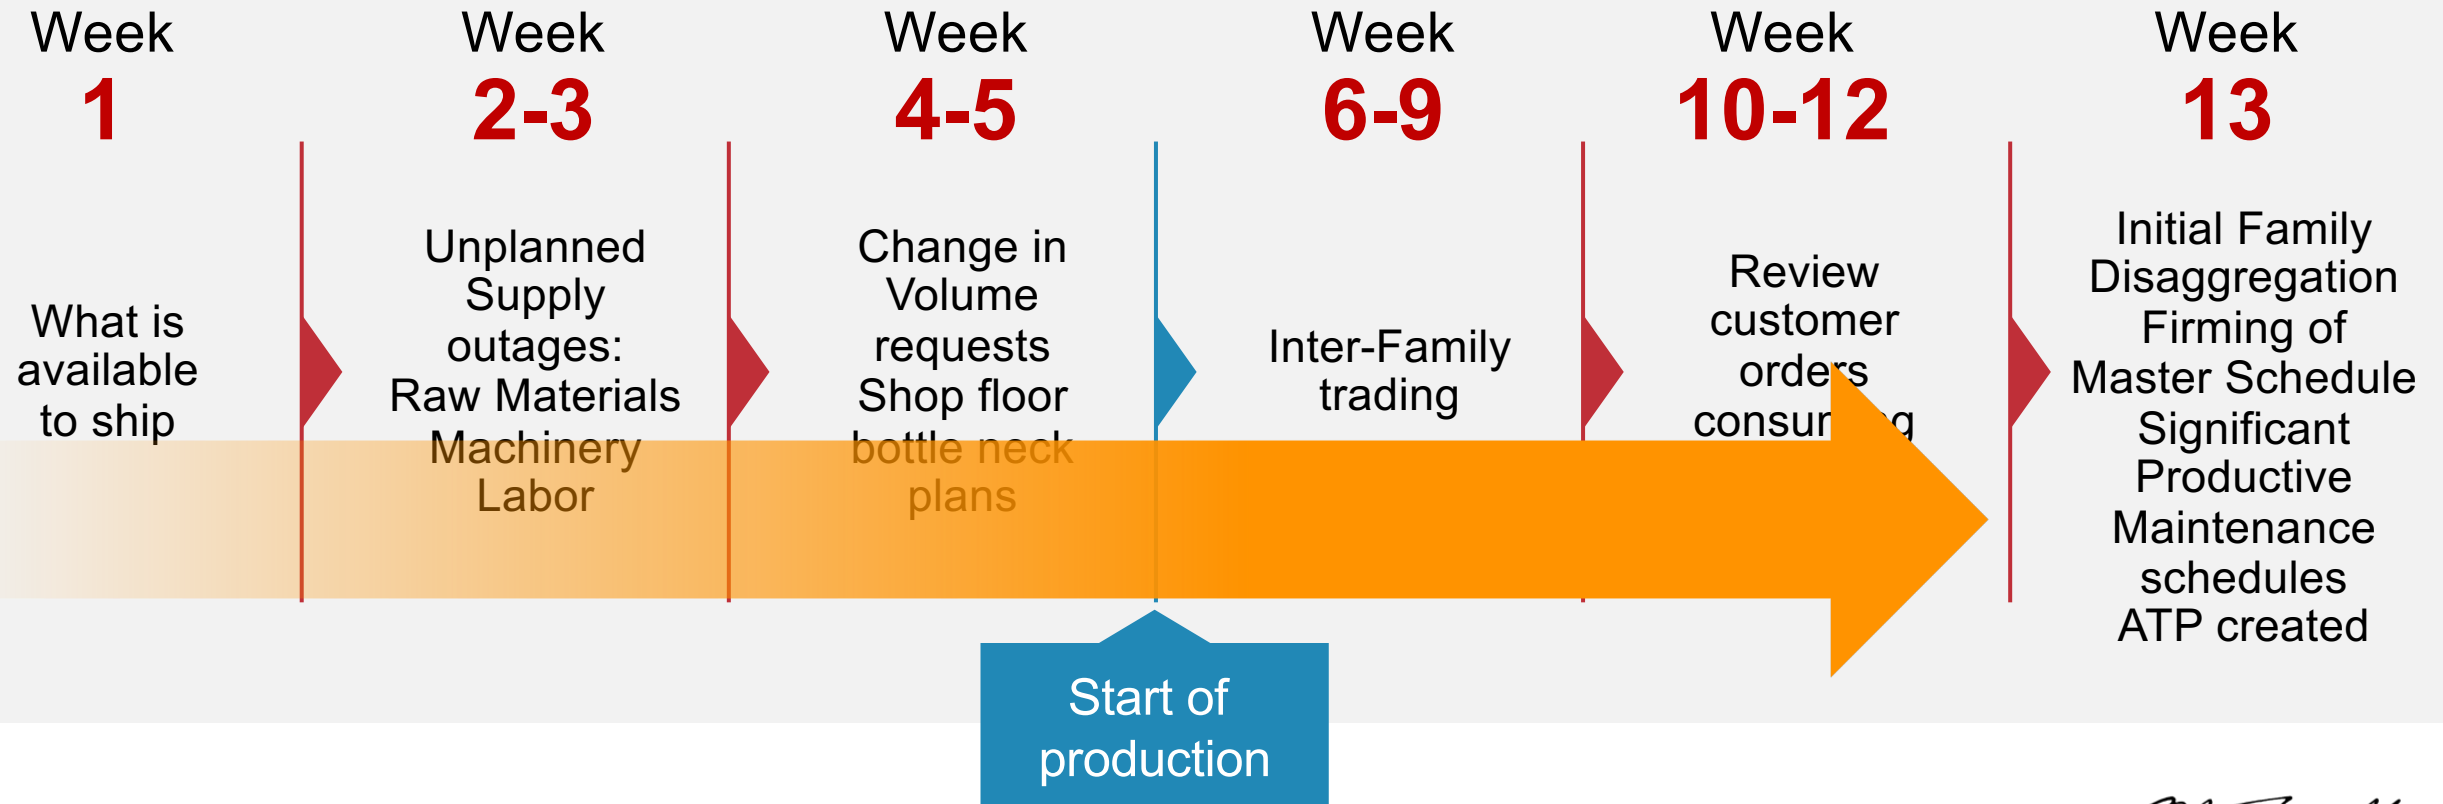 Week
1
What is
available
to ship
Week
2-3
Unplanned
Supply
outages:
Raw Materials
Machinery
Labor
Week
4-5
Change in
Volume
requests
Shop floor
bottle neck
plans
Week
6-9
Inter-Family
trading
Week
10-12
Review
customer
orders
Week
13
Initial Family
Disaggregation
Firming of
Master Schedule
Significant
Productive
Maintenance
schedules
ATP created
Start of
production